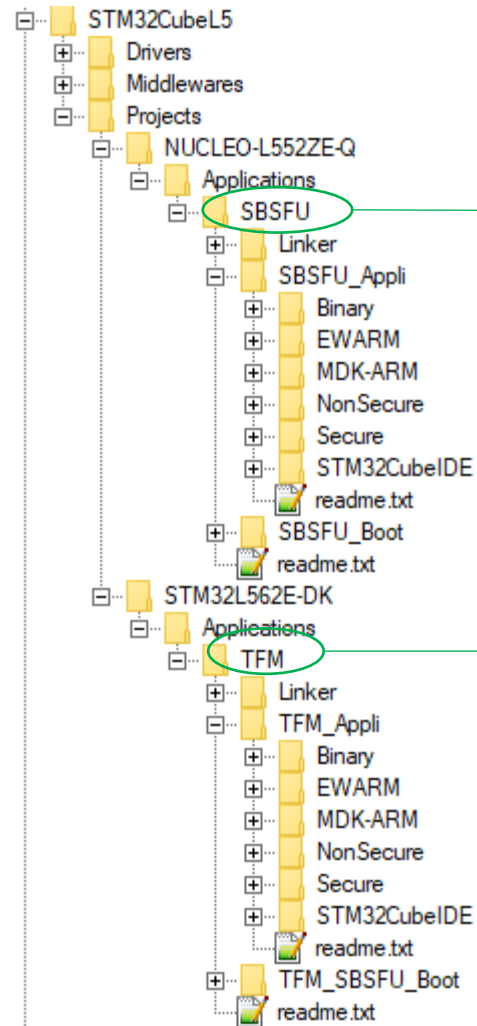 STM32CubeL5
Drivers
Middlewares
Projects
NUCLEO-L552ZE-Q
Applications
SBSFU
Linker
SBSFU_Appli
Binary
EWARM
MDK-ARM
NonSecure
Secure
STM32CubeIDE
readme.txt
SBSFU_Boot
readme.txt
STM32L562E-DK
Applications
TFM
Linker
TFM_Appli
Binary
EWARM
MDK-ARM
NonSecure
Secure
STM32CubeIDE
readme.txt
TFM_SBSFU_Boot
readme.txt